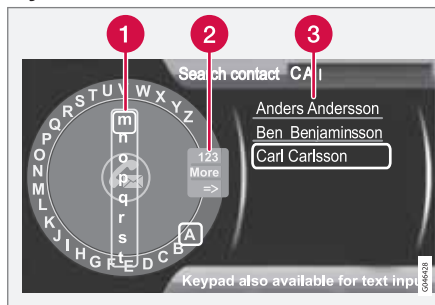 1
2
3
Search contact CA
A B C D E F G H I J K L M N O P Q R S T U V W X Y Z
m
n
o
p
q
r
s
t
123
More
=>
Anders Andersson
Ben Benjaminsson
Carl Carlsson
Keypad also available for text inpu
G046428